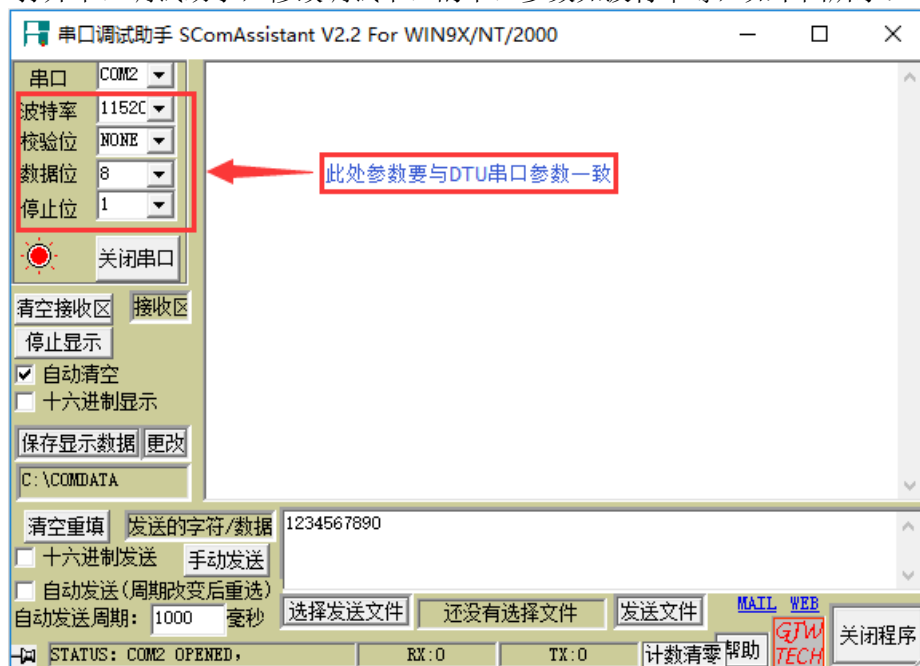 串口调试助手 SComAssistant V2.2 For WIN9X/NT/2000
串口 COM2
波特率 11520
校验位 NONE
数据位 8
停止位 1
此处参数要与DTU串口参数一致
关闭串口
清空接收区 接收区
停止显示
自动清空
十六进制显示
保存显示数据 更改
C:\COMDATA
清空重填 发送的字符/数据 1234567890
十六进制发送 手动发送
自动发送(周期改变后重选)
自动发送周期: 1000 毫秒 选择发送文件 还没有选择文件 发送文件 MAIL WEB
GJW TECH 关闭程序
STATUS: COM2 OPENED, RX:0 TX:0 计数清零 帮助